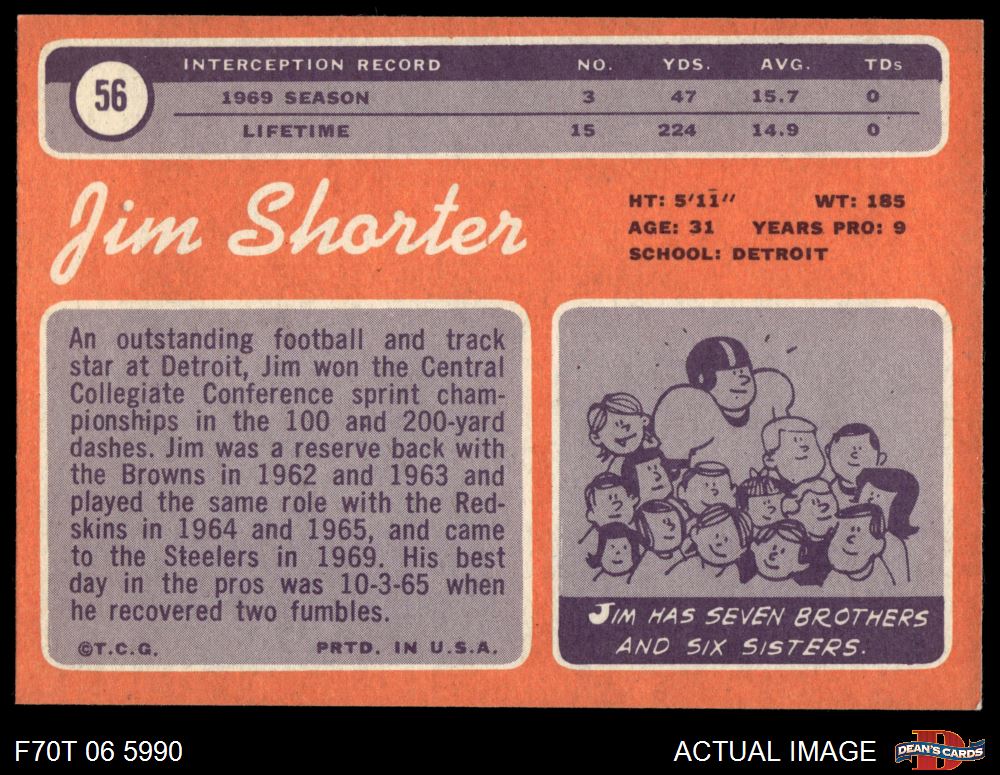 INTERCEPTION RECORD NO. YDS. AVG. TDs
56
1969 SEASON 3 47 15.7 0
LIFETIME 15 224 14.9 0
Jim Shorter
HT: 5'11" WT: 185
AGE: 31 YEARS PRO: 9
SCHOOL: DETROIT
An outstanding football and track
star at Detroit, Jim won the Central
Collegiate Conference sprint cham-
pionships in the 100 and 200-yard
dashes. Jim was a reserve back with
the Browns in 1962 and 1963 and
played the same role with the Red-
skins in 1964 and 1965, and came
to the Steelers in 1969. His best
day in the pros was 10-3-65 when
he recovered two fumbles.
©T.C.G. PRTD. IN U.S.A.
JIM HAS SEVEN BROTHERS
AND SIX SISTERS.
F70T 06 5990
ACTUAL IMAGE
D
DEAN'S CARDS